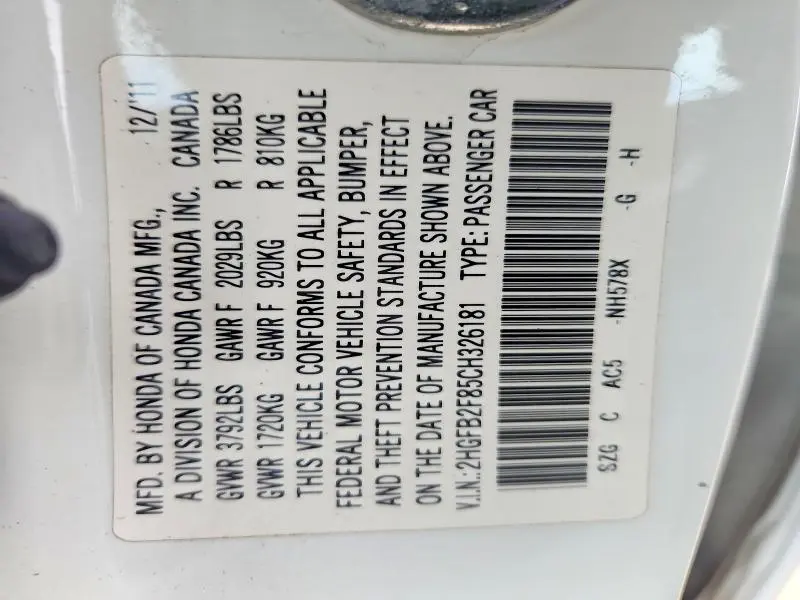 MFD. BY HONDA OF CANADA MFG., 12/'11
A DIVISION OF HONDA CANADA INC. CANADA
GVWR 3792LBS GAWR F 2029LBS R 1786LBS
GVWR 1720KG GAWR F 920KG R 810KG
THIS VEHICLE CONFORMS TO ALL APPLICABLE
FEDERAL MOTOR VEHICLE SAFETY, BUMPER,
AND THEFT PREVENTION STANDARDS IN EFFECT
ON THE DATE OF MANUFACTURE SHOWN ABOVE.
V.I.N.:2HGFB2F85CH326181 TYPE: PASSENGER CAR
SZG C AC5 -NH578X -G -H